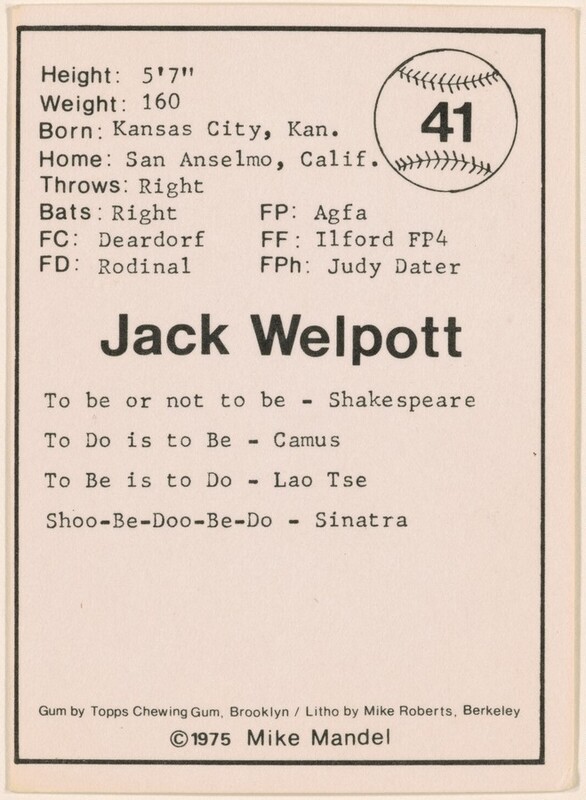 Height: 5'7"
Weight: 160
Born: Kansas City, Kan.
41
Home: San Anselmo, Calif.
Throws: Right
Bats: Right FP: Agfa
FC: Deardorf FF: Ilford FP4
FD: Rodinal FPh: Judy Dater
Jack Welpott
To be or not to be - Shakespeare
To Do is to Be - Camus
To Be is to Do - Lao Tse
Shoo-Be-Doo-Be-Do - Sinatra
Gum by Topps Chewing Gum, Brooklyn / Litho by Mike Roberts, Berkeley
©1975 Mike Mandel